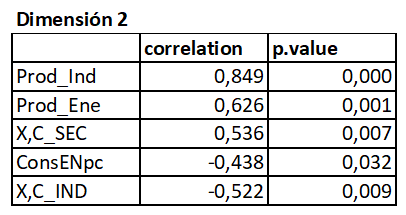 Dimensión 2
correlation p.value
Prod_Ind 0,849 0,000
Prod_Ene 0,626 0,001
X,C_SEC 0,536 0,007
ConsENpc -0,438 0,032
X,C_IND -0,522 0,009